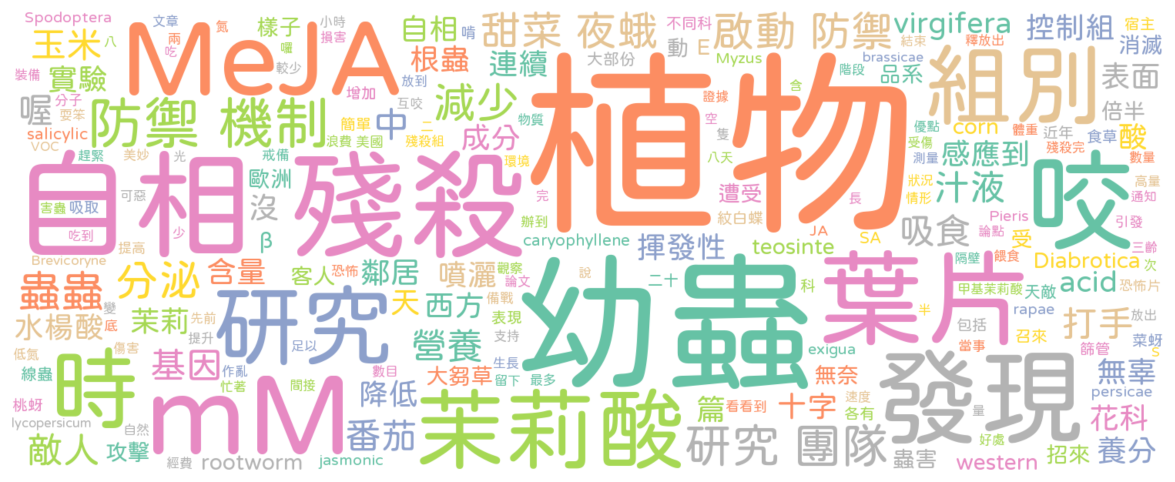 Spodoptera 文章 氮 小時 樣子 自相 啃 甜菜 夜蛾 不同科 啟動 防禦 virgifera 控制組 釋放出 宿主
玉米 八 兩 吃 MeJA 囉 損害 根蟲 大部份 動 E 結束 消滅
裝備 實驗 較少 放到 連續 Myzus 階段 brassicae 組別 表面
喔 分子 耍笨 防禦 機制 增加 互咬 減少 植物 證據 含 品系 倍半
salicylic 浪費 簡單 美國 中 二 殘殺組 物質 空 隻 優點 corn 體重 近年 食草 酸
VOC 趕緊 美妙 光 戒備 成分 環境 八天 受傷 測量 感應到 殘殺完 數量
自相 殘殺 可惡 歐洲 沒 完 遭受 長 狀況 汁液 咬 高量 通知
害蟲 吸取 吃到 少 β 辦到 紋白蝶 JA 情形 吸食 Pieris 引發
Brevicoryne 提高 caryophyllene 揮發性 teosinte SA 論點 受 三齡
蟲蟲 分泌 含量 客人 恐怖 鄰居 噴灑 觀察 說 二十 科 隔壁 餵食 Diabrotica 次
變 論文 幼蟲 葉片 甲基茉莉酸 天敵 acid 恐怖片
水楊酸 底 茉莉 先前 研究 天 西方 備戰 表現 半 包括 rapae 打手 放出
低氮 傷害 提升 足以 營養 支持 召來 菜蚜
線蟲 時 基因 作亂 數目 大芻草 生長 exigua 當事 篩管 s
桃蚜 忙著 間接 降低 留下 最多 看看到 無奈 速度 發現 無辜
lycopersicum mM 茉莉酸 篇 十字 各有 量 persicae 花科
敵人 攻擊 自然 番茄 研究 團隊 好處 養分
經費 rootworm jasmonic 蟲害 western 招來